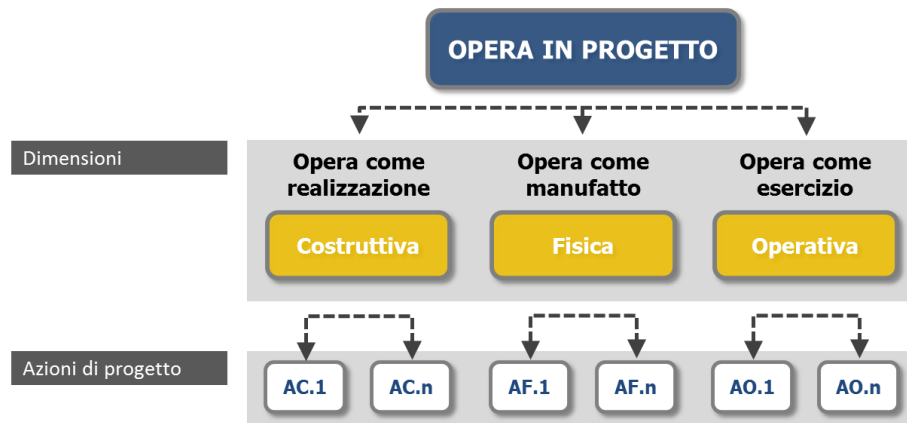 OPERA IN PROGETTO
Dimensioni
Opera come
realizzazione
Opera come
manufatto
Opera come
esercizio
Costruttiva
Fisica
Operativa
Azioni di progetto
AC.1
AC.n
AF.1
AF.n
AO.1
AO.n